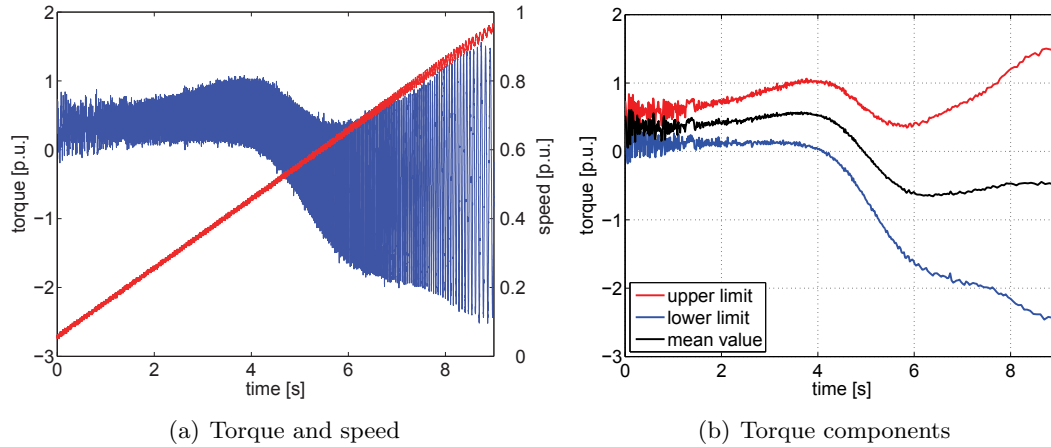 2
1
0
−1
−2
−3
torque [p.u.]
1
0.8
0.6
0.4
0.2
0
speed [p.u.]
0 2 4 6 8
time [s]
(a) Torque and speed
2
1
0
−1
−2
−3
torque [p.u.]
upper limit
lower limit
mean value
0 2 4 6 8
time [s]
(b) Torque components